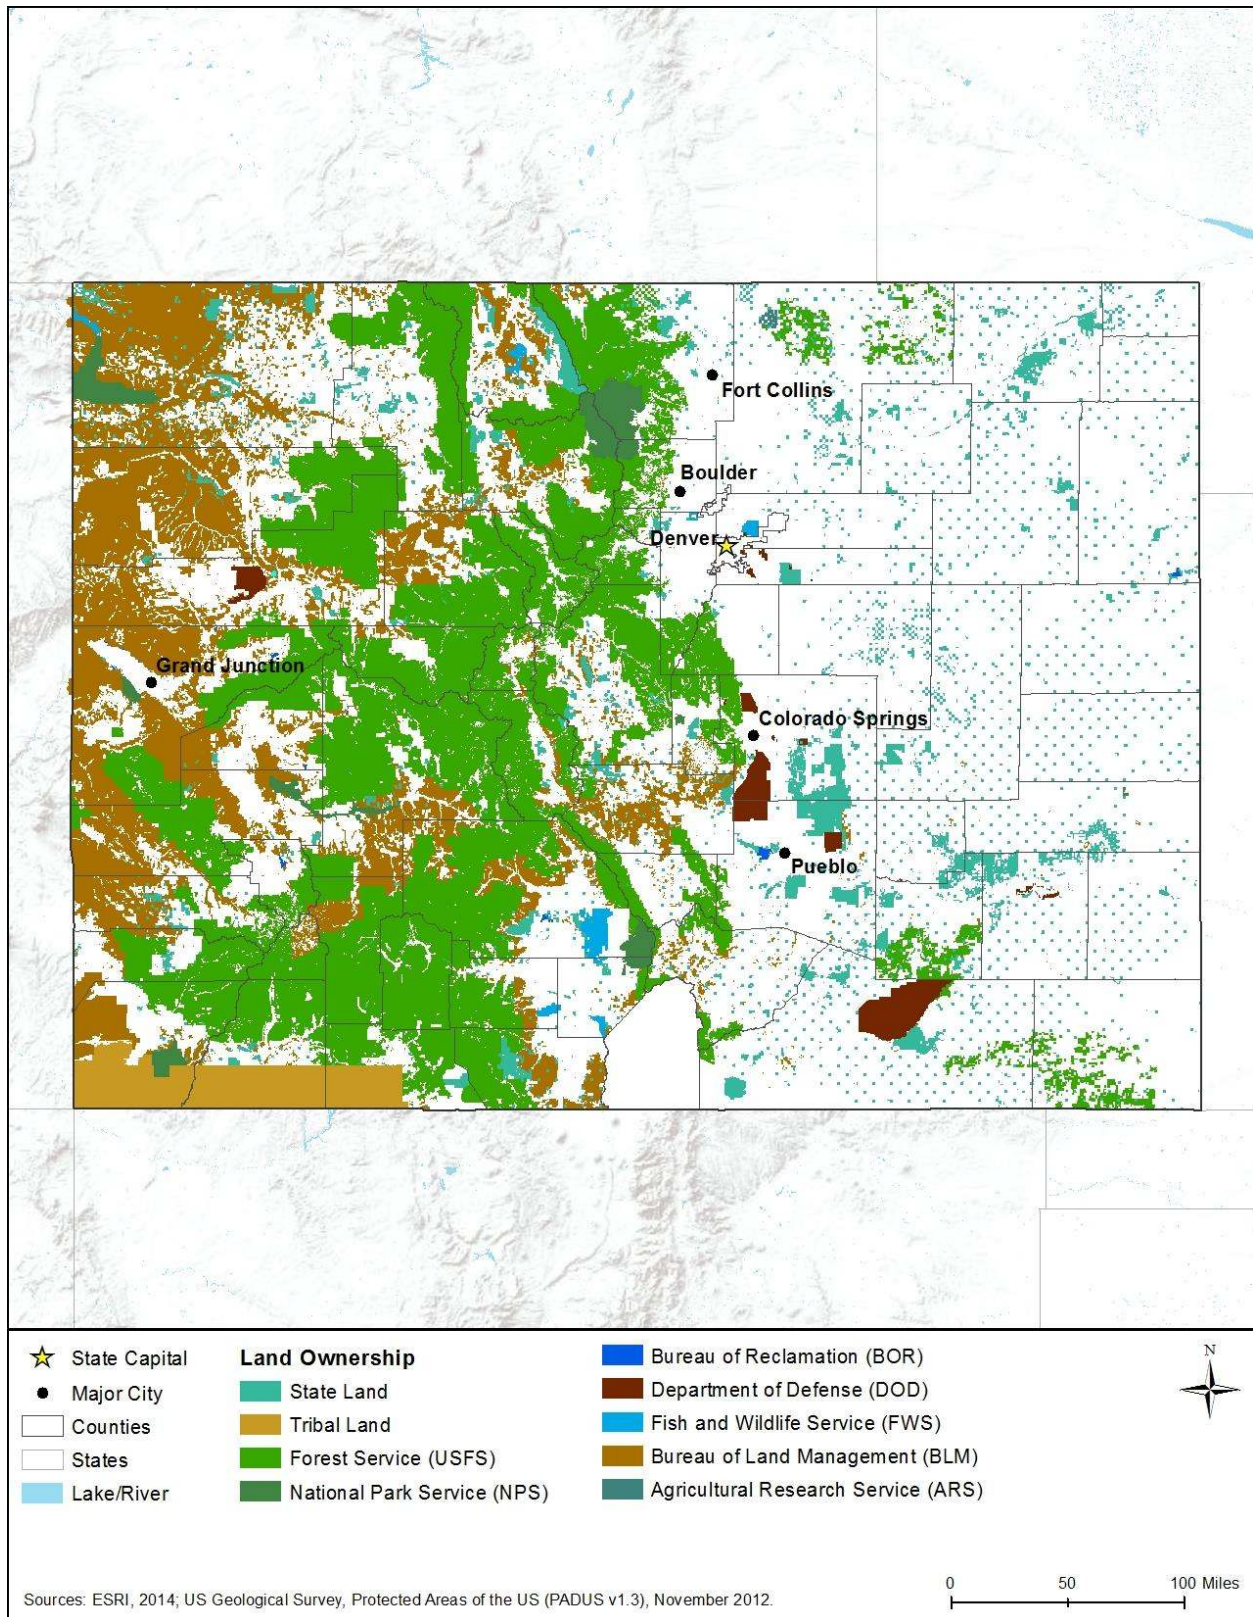 Fort Collins
Boulder
Denver
Grand Junction
Colorado Springs
Pueblo
State Capital
Major City
Counties
States
Lake/River
Land Ownership
State Land
Tribal Land
Forest Service (USFS)
National Park Service (NPS)
Bureau of Reclamation (BOR)
Department of Defense (DOD)
Fish and Wildlife Service (FWS)
Bureau of Land Management (BLM)
Agricultural Research Service (ARS)
N
0 50 100 Miles
Sources: ESRI, 2014; US Geological Survey, Protected Areas of the US (PADUS v1.3), November 2012.